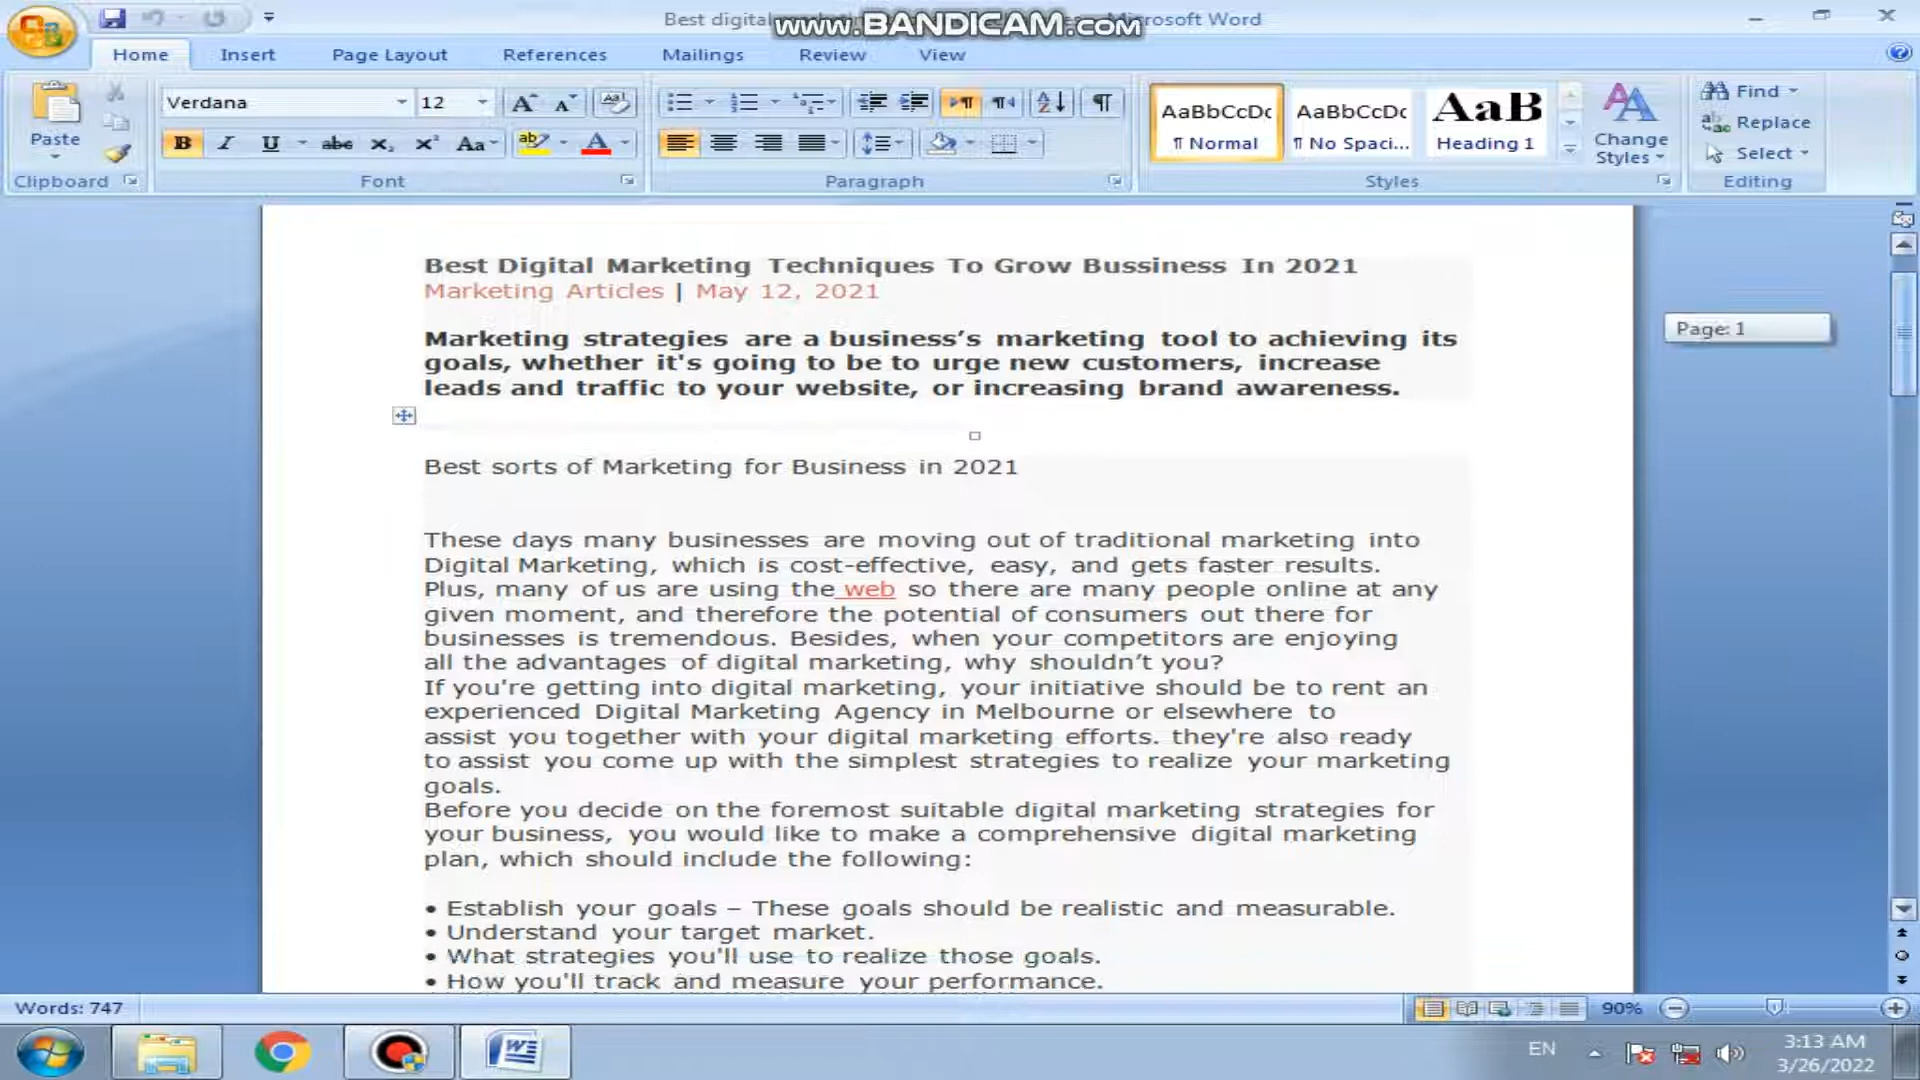 Best digital
Microsoft Word
www.BANDICAM.com
Home Insert Page Layout References Mailings Review View
Verdana 12
AaBbCcDc AaBbCcDc AaB
Find
Replace
Select
Paste
¶ Normal ¶ No Spaci... Heading 1
Change
Styles
Clipboard Font Paragraph Styles Editing
Best Digital Marketing Techniques To Grow Bussiness In 2021
Marketing Articles | May 12, 2021
Page: 1
Marketing strategies are a business’s marketing tool to achieving its
goals, whether it's going to be to urge new customers, increase
leads and traffic to your website, or increasing brand awareness.
Best sorts of Marketing for Business in 2021
These days many businesses are moving out of traditional marketing into
Digital Marketing, which is cost-effective, easy, and gets faster results.
Plus, many of us are using the web so there are many people online at any
given moment, and therefore the potential of consumers out there for
businesses is tremendous. Besides, when your competitors are enjoying
all the advantages of digital marketing, why shouldn’t you?
If you're getting into digital marketing, your initiative should be to rent an
experienced Digital Marketing Agency in Melbourne or elsewhere to
assist you together with your digital marketing efforts. they're also ready
to assist you come up with the simplest strategies to realize your marketing
goals.
Before you decide on the foremost suitable digital marketing strategies for
your business, you would like to make a comprehensive digital marketing
plan, which should include the following:
• Establish your goals – These goals should be realistic and measurable.
• Understand your target market.
• What strategies you'll use to realize those goals.
• How you'll track and measure your performance.
Words: 747
90%
EN
3:13 AM
3/26/2022